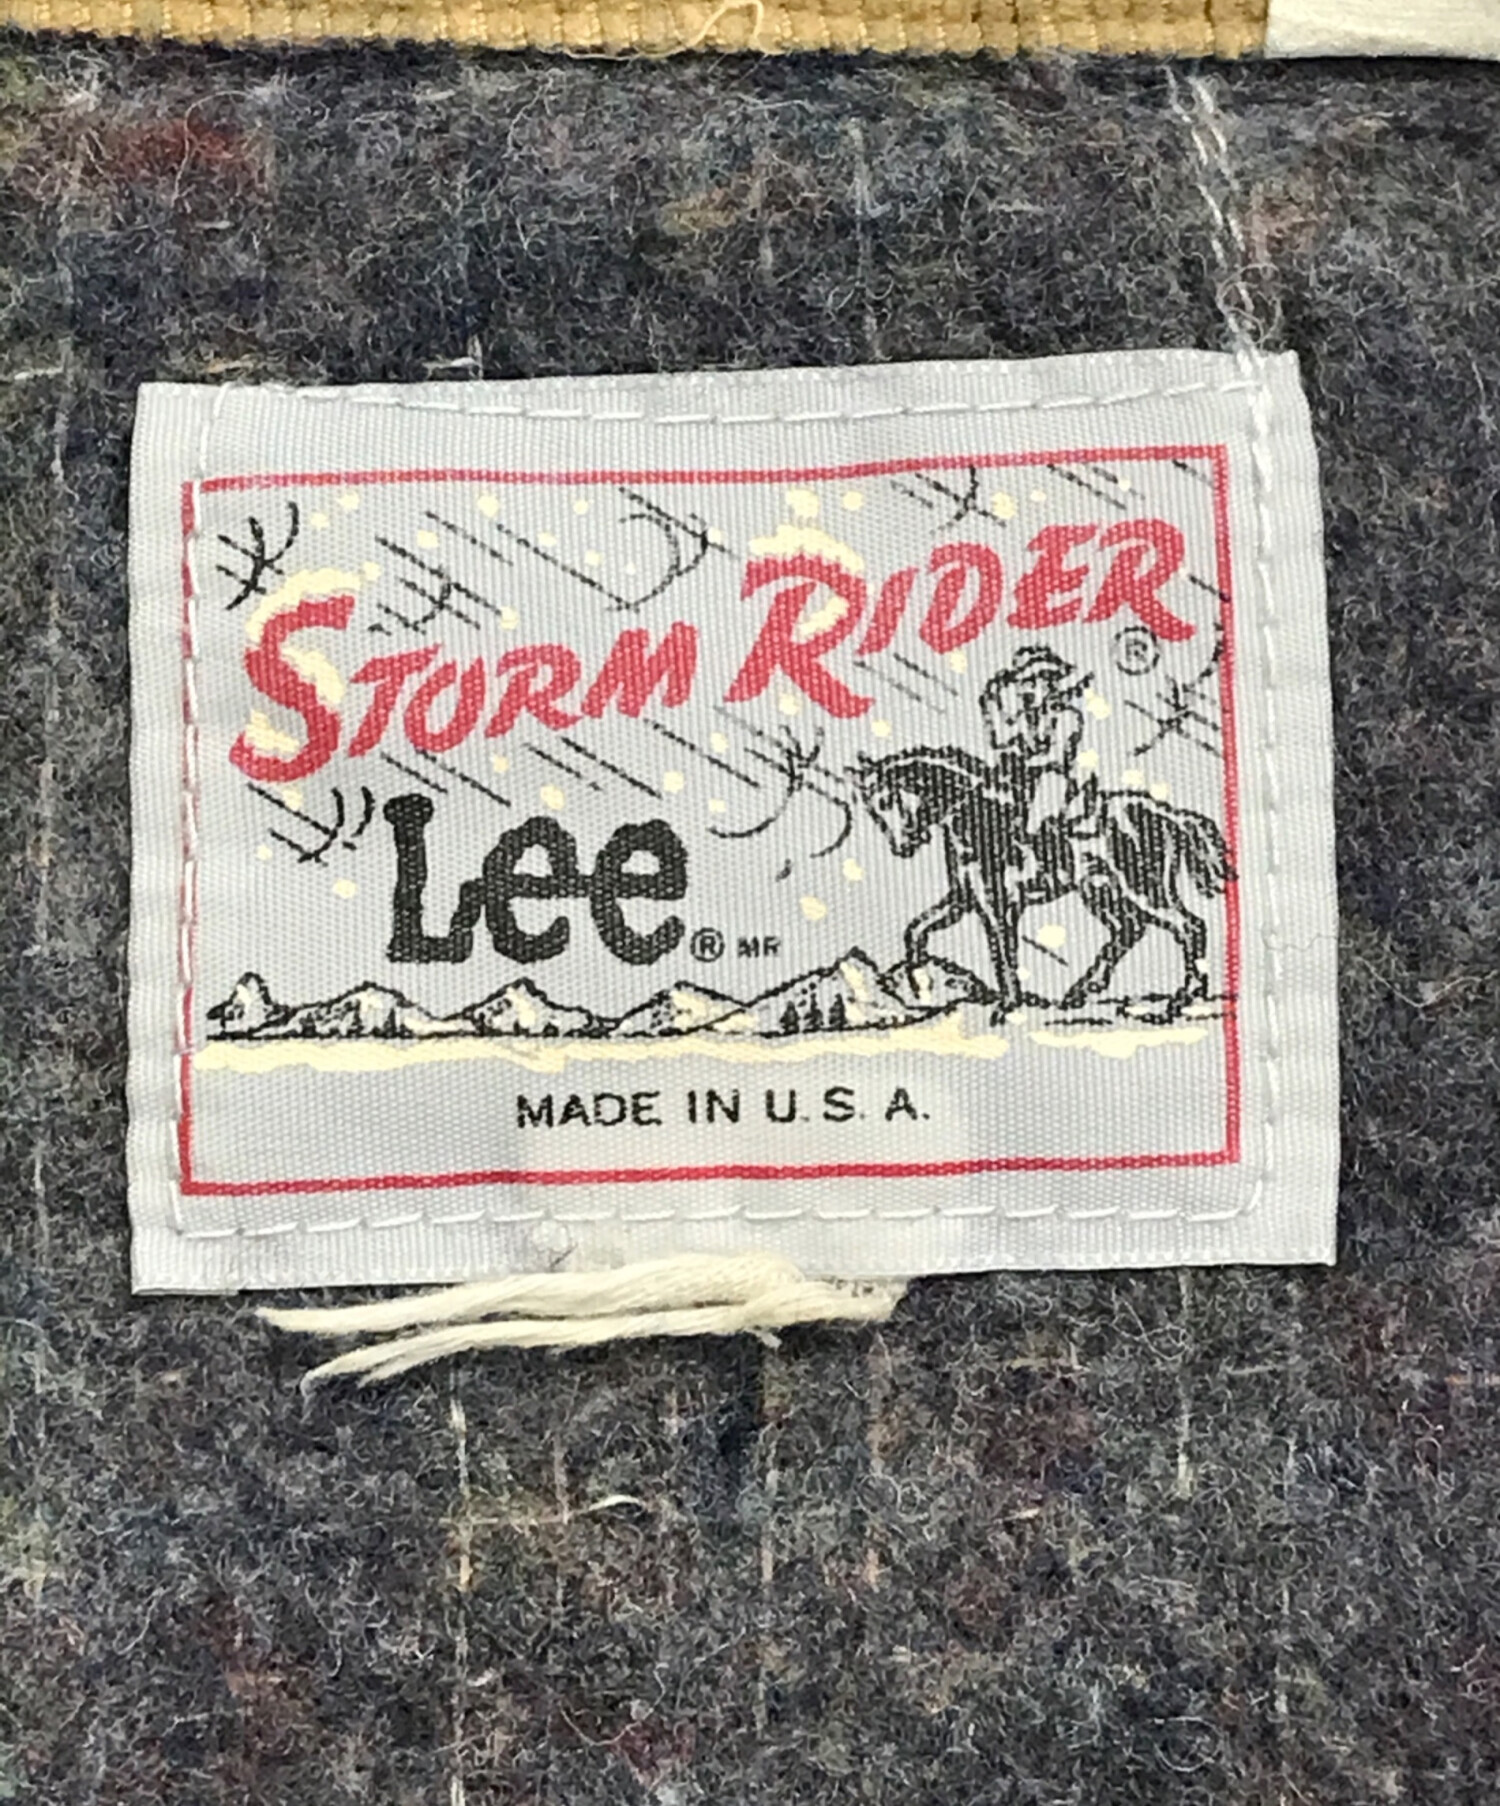 STORM RIDER ®
Lee ® MR
MADE IN U.S.A.